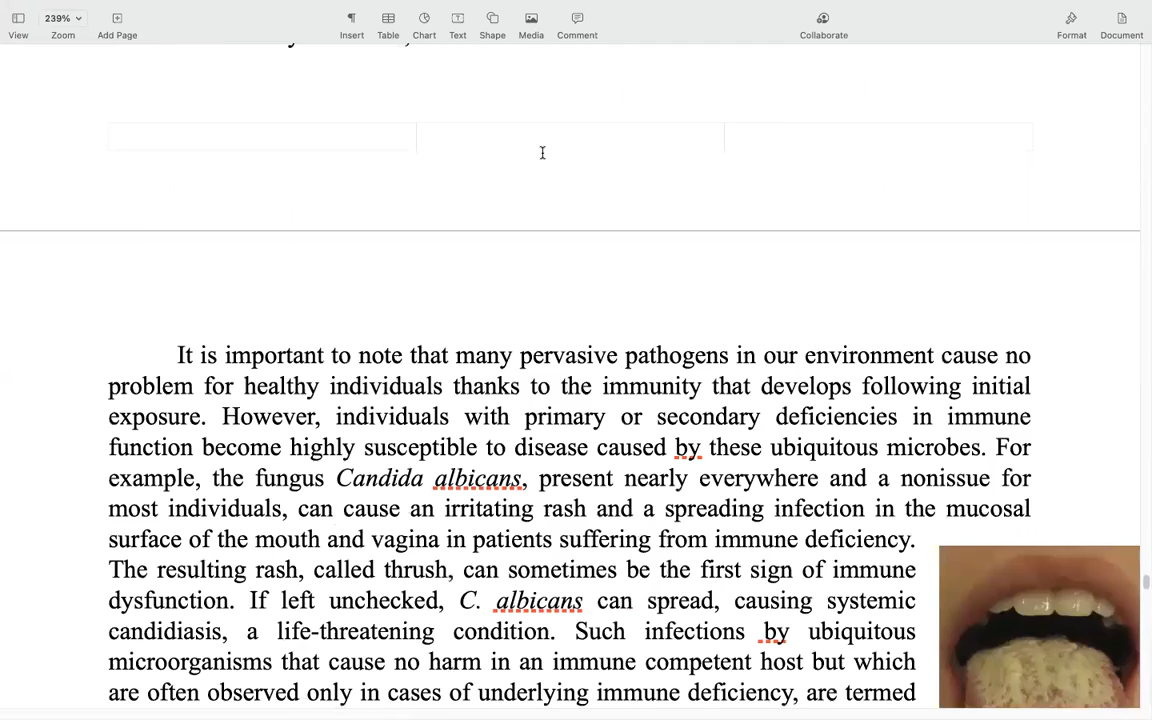 239%
View
Zoom
Add Page
Insert
Table
Chart
Text
Shape
Media
Comment
Collaborate
Format
Document
It is important to note that many pervasive pathogens in our environment cause no
problem for healthy individuals thanks to the immunity that develops following initial
exposure. However, individuals with primary or secondary deficiencies in immune
function become highly susceptible to disease caused by these ubiquitous microbes. For
example, the fungus Candida albicans, present nearly everywhere and a nonissue for
most individuals, can cause an irritating rash and a spreading infection in the mucosal
surface of the mouth and vagina in patients suffering from immune deficiency.
The resulting rash, called thrush, can sometimes be the first sign of immune
dysfunction. If left unchecked, C. albicans can spread, causing systemic
candidiasis, a life-threatening condition. Such infections by ubiquitous
microorganisms that cause no harm in an immune competent host but which
are often observed only in cases of underlying immune deficiency, are termed